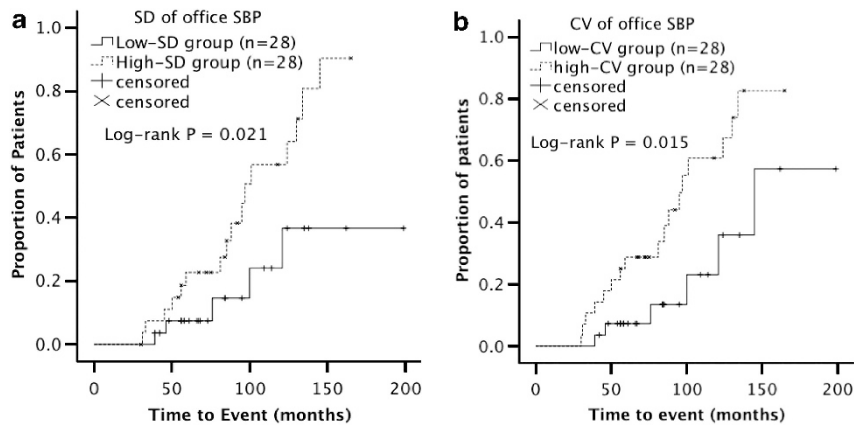 a
SD of office SBP
Low-SD group (n=28)
High-SD group (n=28)
censored
censored
Log-rank P = 0.021
1.0
0.8
0.6
0.4
0.2
0.0
0
50
100
150
200
Proportion of Patients
Time to Event (months)
b
CV of office SBP
low-CV group (n=28)
high-CV group (n=28)
censored
censored
Log-rank P = 0.015
1.0
0.8
0.6
0.4
0.2
0.0
0
50
100
150
200
Proportion of patients
Time to event (months)